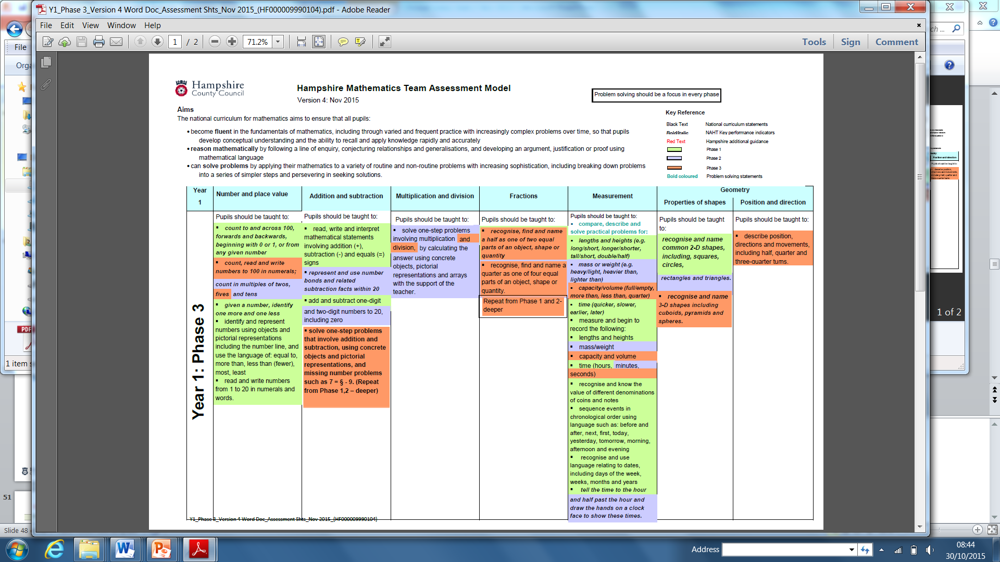 Y1_Phase 3_Version 4 Word Doc_Assessment Shts_Nov 2015_(HF000009990104).pdf - Adobe Reader
File Edit View Window Help
1 / 2 71.2% Tools Sign Comment
Hampshire
County Council
Hampshire Mathematics Team Assessment Model
Version 4: Nov 2015
Problem solving should be a focus in every phase
Aims
The national curriculum for mathematics aims to ensure that all pupils:
• become fluent in the fundamentals of mathematics, including through varied and frequent practice with increasingly complex problems over time, so that pupils
develop conceptual understanding and the ability to recall and apply knowledge rapidly and accurately
• reason mathematically by following a line of enquiry, conjecturing relationships and generalisations, and developing an argument, justification or proof using
mathematical language
• can solve problems by applying their mathematics to a variety of routine and non-routine problems with increasing sophistication, including breaking down problems
into a series of simpler steps and persevering in seeking solutions.
Key Reference
Black Text National curriculum statements
Bold/italic NAHT Key performance indicators
Red Text Hampshire additional guidance
Phase 1
Phase 2
Phase 3
Bold coloured Problem solving statements
Year
1
Number and place value
Addition and subtraction
Multiplication and division
Fractions
Measurement
Geometry
Properties of shapes
Position and direction
Year 1: Phase 3
Pupils should be taught to:
▪ count to and across 100,
forwards and backwards,
beginning with 0 or 1, or from
any given number
▪ count, read and write
numbers to 100 in numerals;
count in multiples of twos,
fives and tens
▪ given a number, identify
one more and one less
▪ identify and represent
numbers using objects and
pictorial representations
including the number line, and
use the language of: equal to,
more than, less than (fewer),
most, least
▪ read and write numbers
from 1 to 20 in numerals and
words.
Pupils should be taught to:
▪ read, write and interpret
mathematical statements
involving addition (+),
subtraction (-) and equals (=)
signs
▪ represent and use number
bonds and related
subtraction facts within 20
▪ add and subtract one-digit
and two-digit numbers to 20,
including zero
▪ solve one-step problems
that involve addition and
subtraction, using concrete
objects and pictorial
representations, and
missing number problems
such as 7 = § - 9. (Repeat
from Phase 1,2 – deeper)
Pupils should be taught to:
▪ solve one-step problems
involving multiplication and
division, by calculating the
answer using concrete
objects, pictorial
representations and arrays
with the support of the
teacher.
Pupils should be taught to:
▪ recognise, find and name
a half as one of two equal
parts of an object, shape or
quantity
▪ recognise, find and name a
quarter as one of four equal
parts of an object, shape or
quantity.
Repeat from Phase 1 and 2-
deeper
Pupils should be taught to:
▪ compare, describe and
solve practical problems for:
▪ lengths and heights (e.g.
long/short, longer/shorter,
tall/short, double/half)
▪ mass or weight (e.g.
heavy/light, heavier than,
lighter than)
▪ capacity/volume (full/empty,
more than, less than, quarter)
▪ time (quicker, slower,
earlier, later)
▪ measure and begin to
record the following:
▪ lengths and heights
▪ mass/weight
▪ capacity and volume
▪ time (hours, minutes,
seconds)
▪ recognise and know the
value of different denominations
of coins and notes
▪ sequence events in
chronological order using
language such as: before and
after, next, first, today,
yesterday, tomorrow, morning,
afternoon and evening
▪ recognise and use
language relating to dates,
including days of the week,
weeks, months and years
▪ tell the time to the hour
and half past the hour and
draw the hands on a clock
face to show these times.
Pupils should be taught
to:
recognise and name
common 2-D shapes,
including, squares,
circles,
rectangles and triangles.
▪ recognise and name
3-D shapes including
cuboids, pyramids and
spheres.
Pupils should be taught to:
▪ describe position,
directions and movements,
including half, quarter and
three-quarter turns.
Y1_Phase 3_Version 4 Word Doc_Assessment Shts_Nov 2015_(HF000009990104)
File
1 of 2
51
Slide 48
Address
08:44
30/10/2015